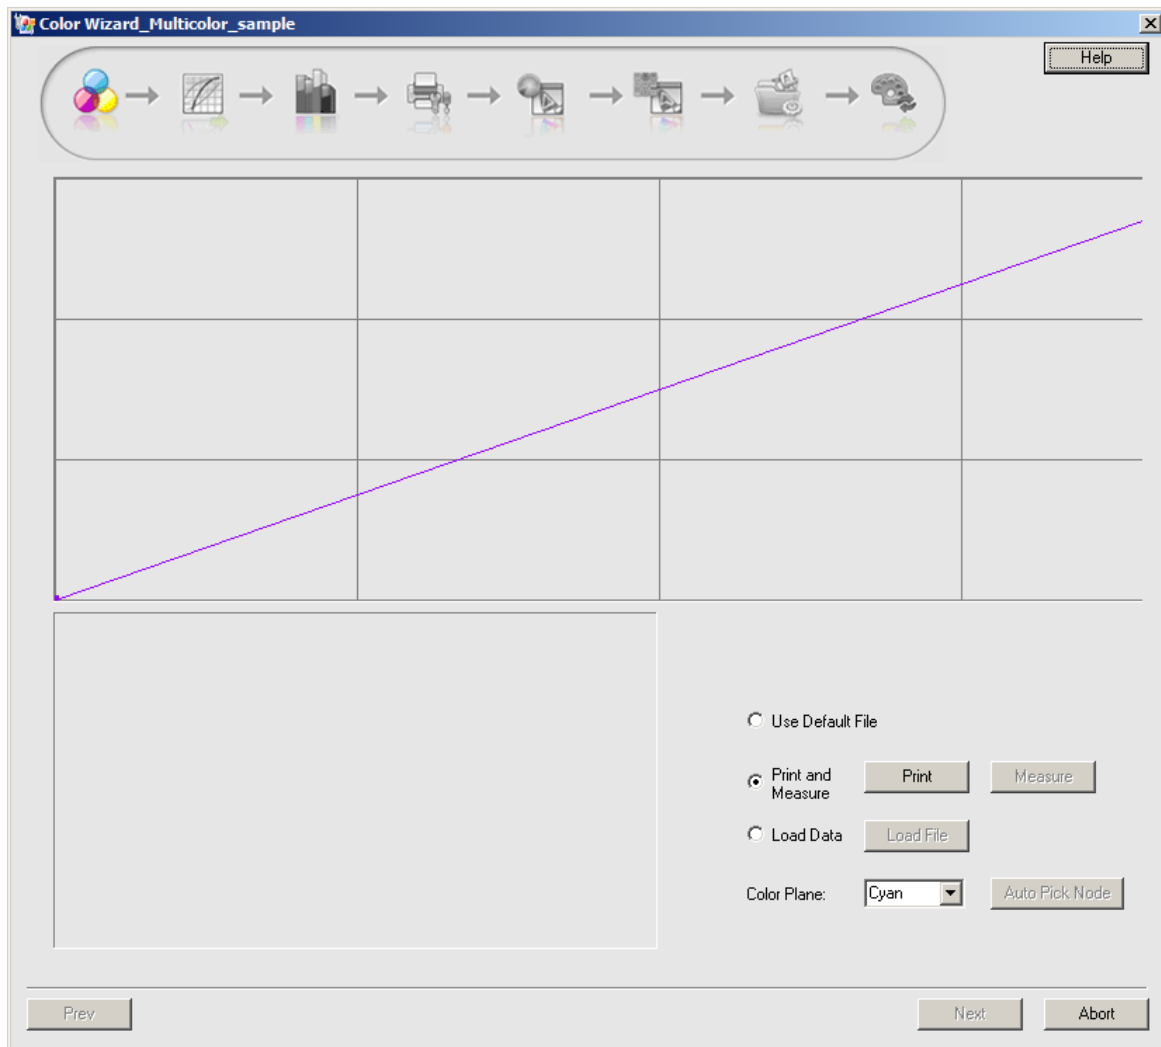 Color Wizard_Multicolor_sample
Help
Use Default File
Print and
Measure
Print
Measure
Load Data
Load File
Color Plane:
Cyan
Auto Pick Node
Prev
Next
Abort